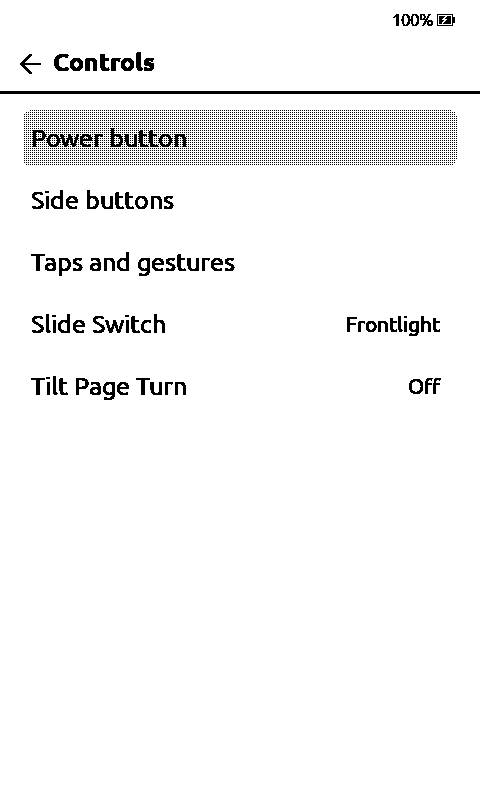 100%
Controls
Power button
Side buttons
Taps and gestures
Slide Switch Frontlight
Tilt Page Turn Off